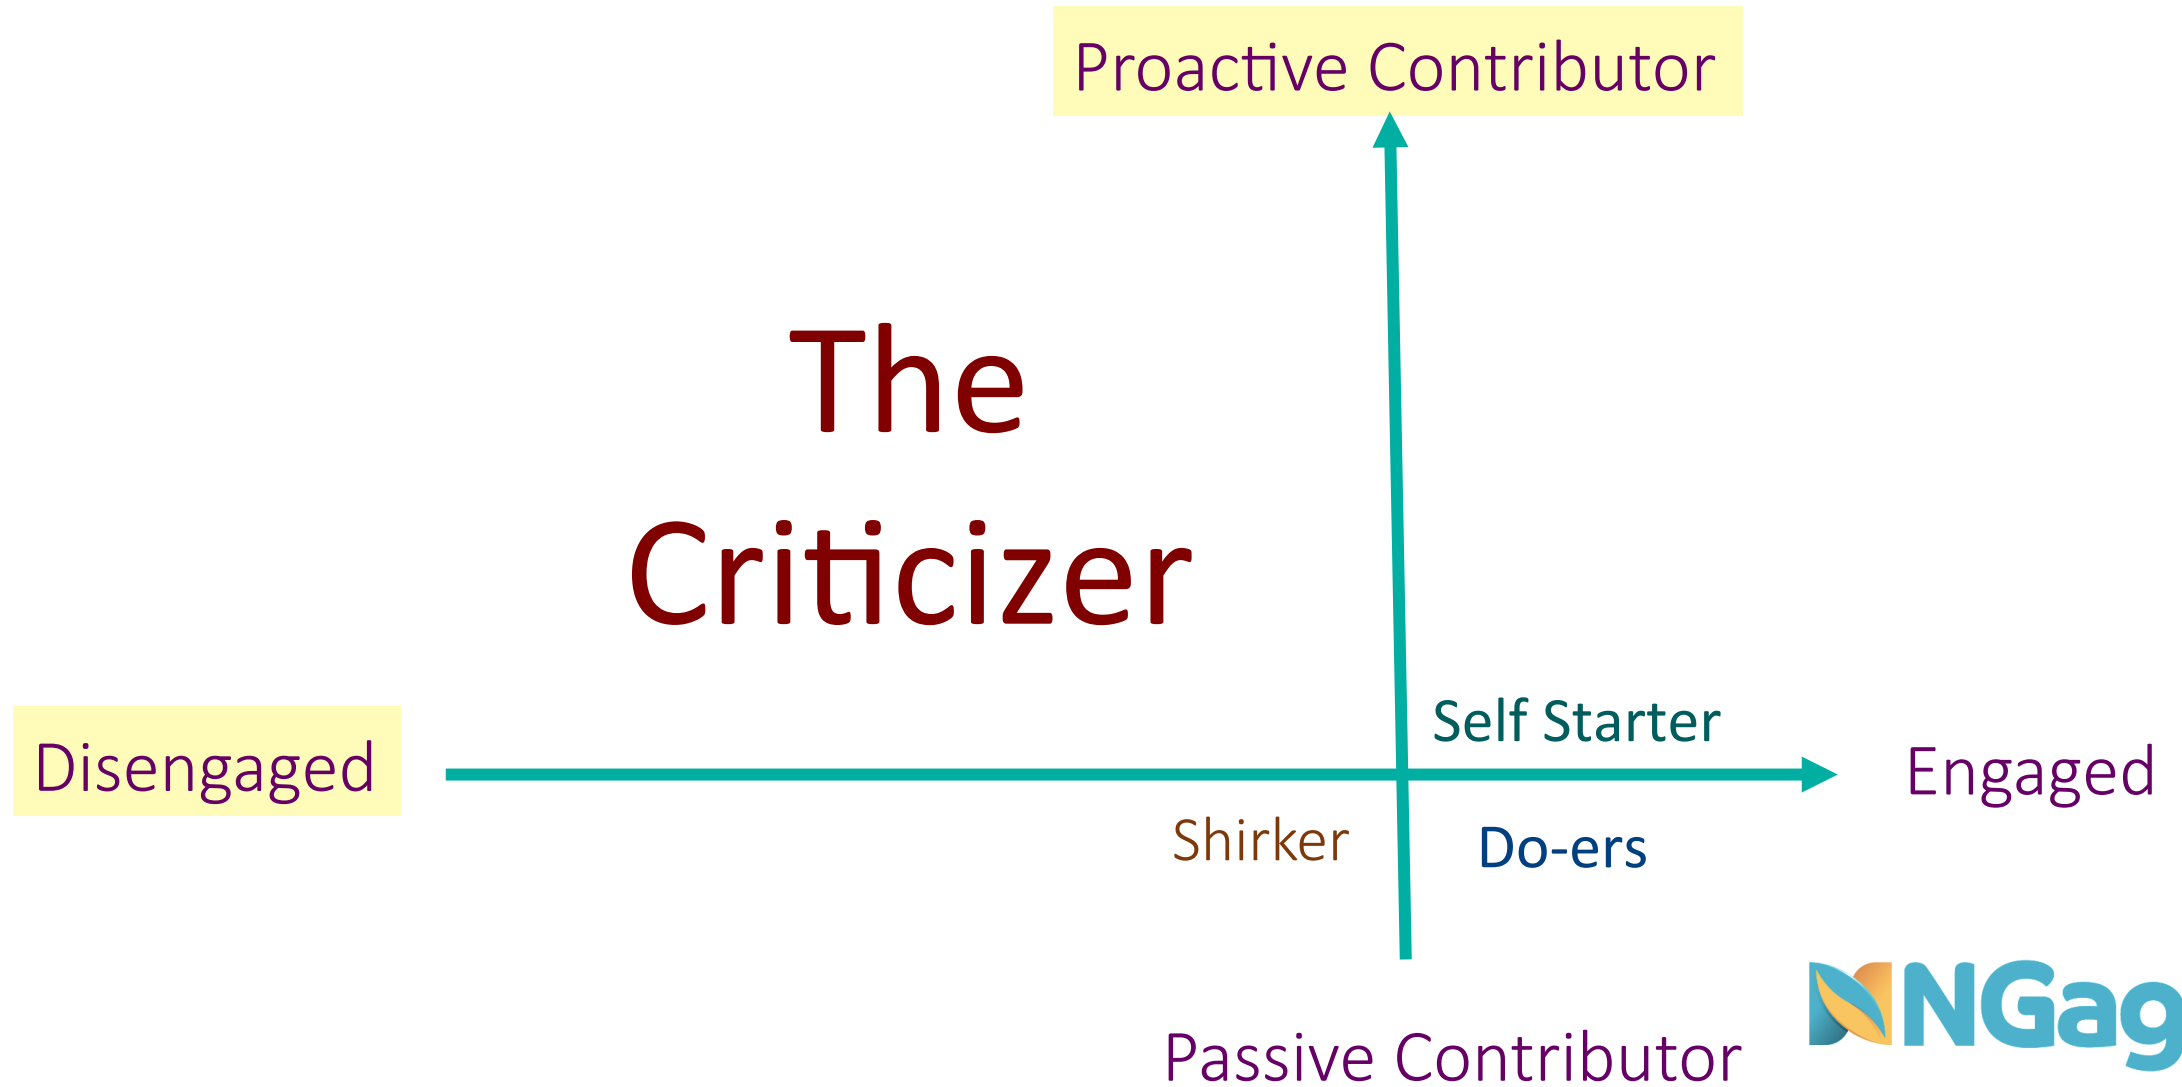 Proactive Contributor
The
Criticizer
Self Starter
Disengaged
Engaged
Shirker
Do-ers
NGag
Passive Contributor